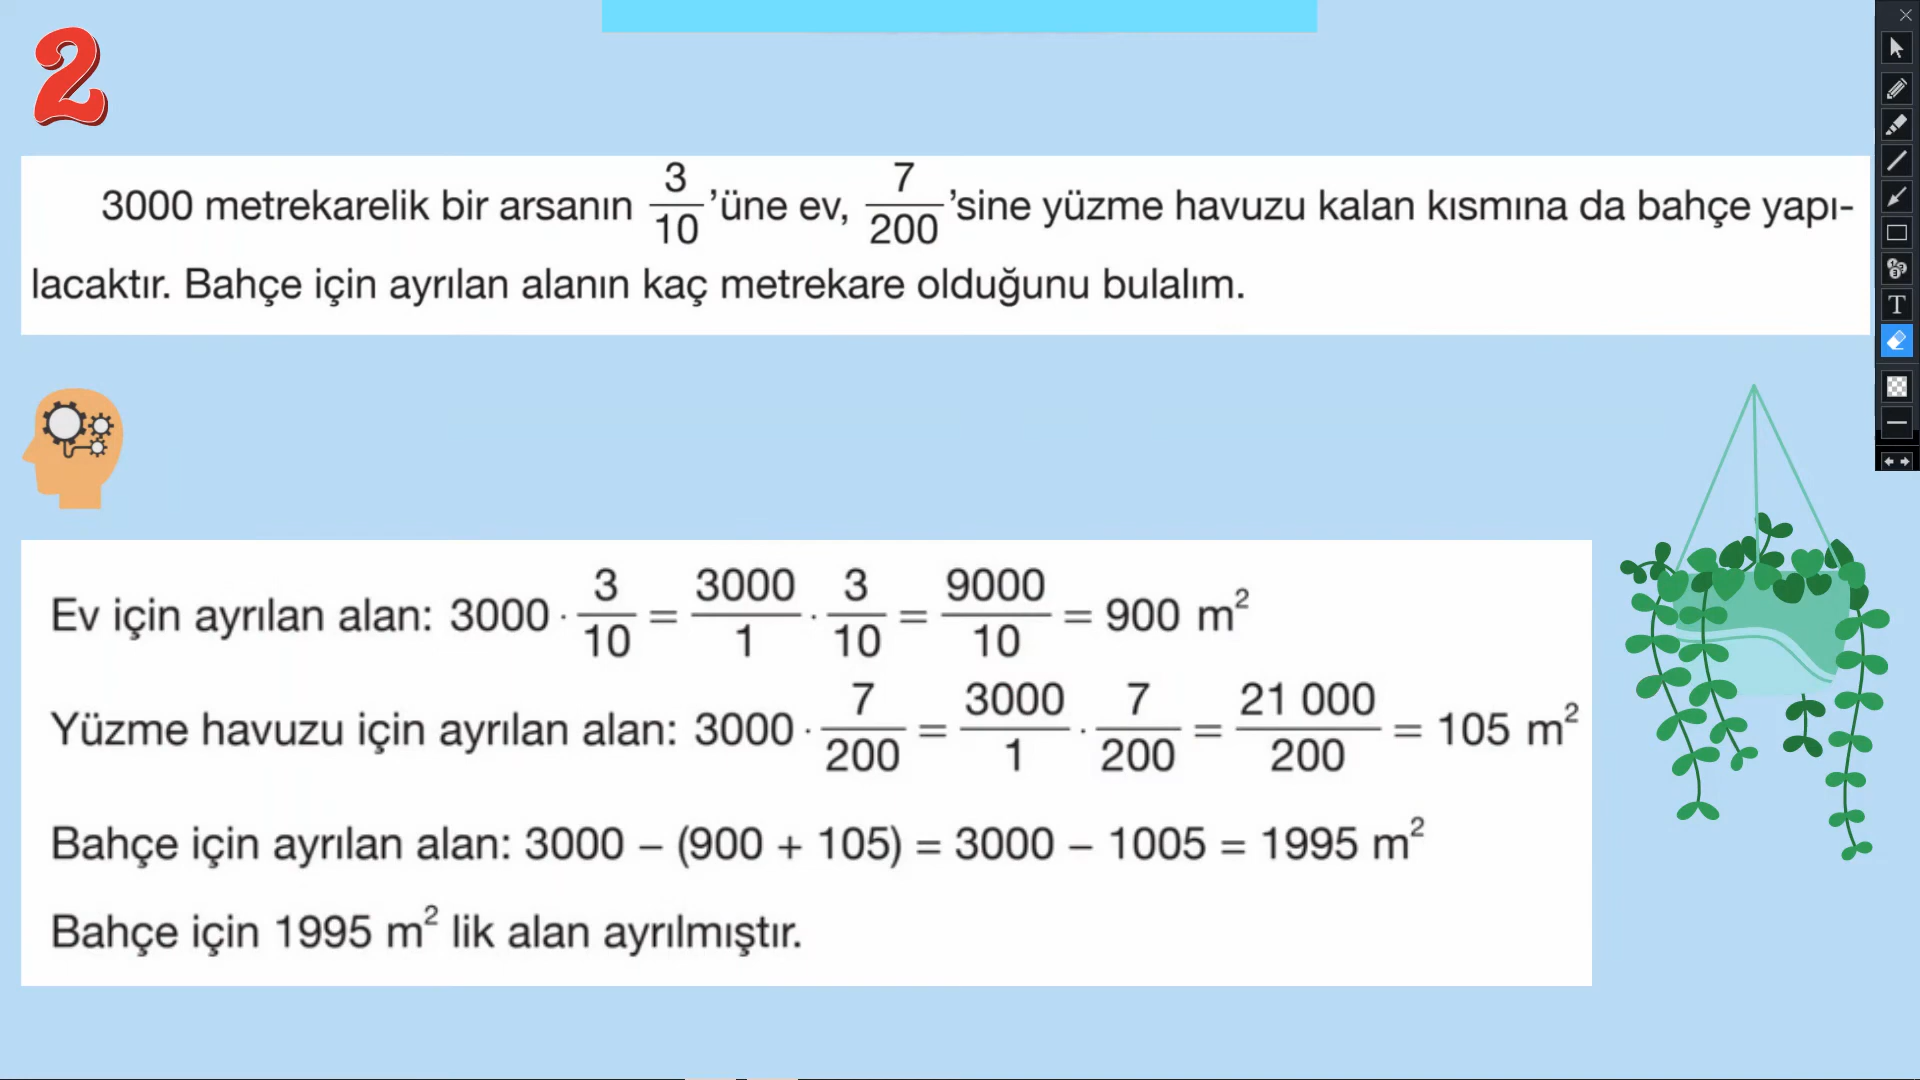 2
3000 metrekarelik bir arsanın 3/10 ’üne ev, 7/200 ’sine yüzme havuzu kalan kısmına da bahçe yapı-
lacaktır. Bahçe için ayrılan alanın kaç metrekare olduğunu bulalım.
Ev için ayrılan alan: 3000 · 3/10 = 3000/1 · 3/10 = 9000/10 = 900 m²
Yüzme havuzu için ayrılan alan: 3000 · 7/200 = 3000/1 · 7/200 = 21 000/200 = 105 m²
Bahçe için ayrılan alan: 3000 – (900 + 105) = 3000 – 1005 = 1995 m²
Bahçe için 1995 m² lik alan ayrılmıştır.